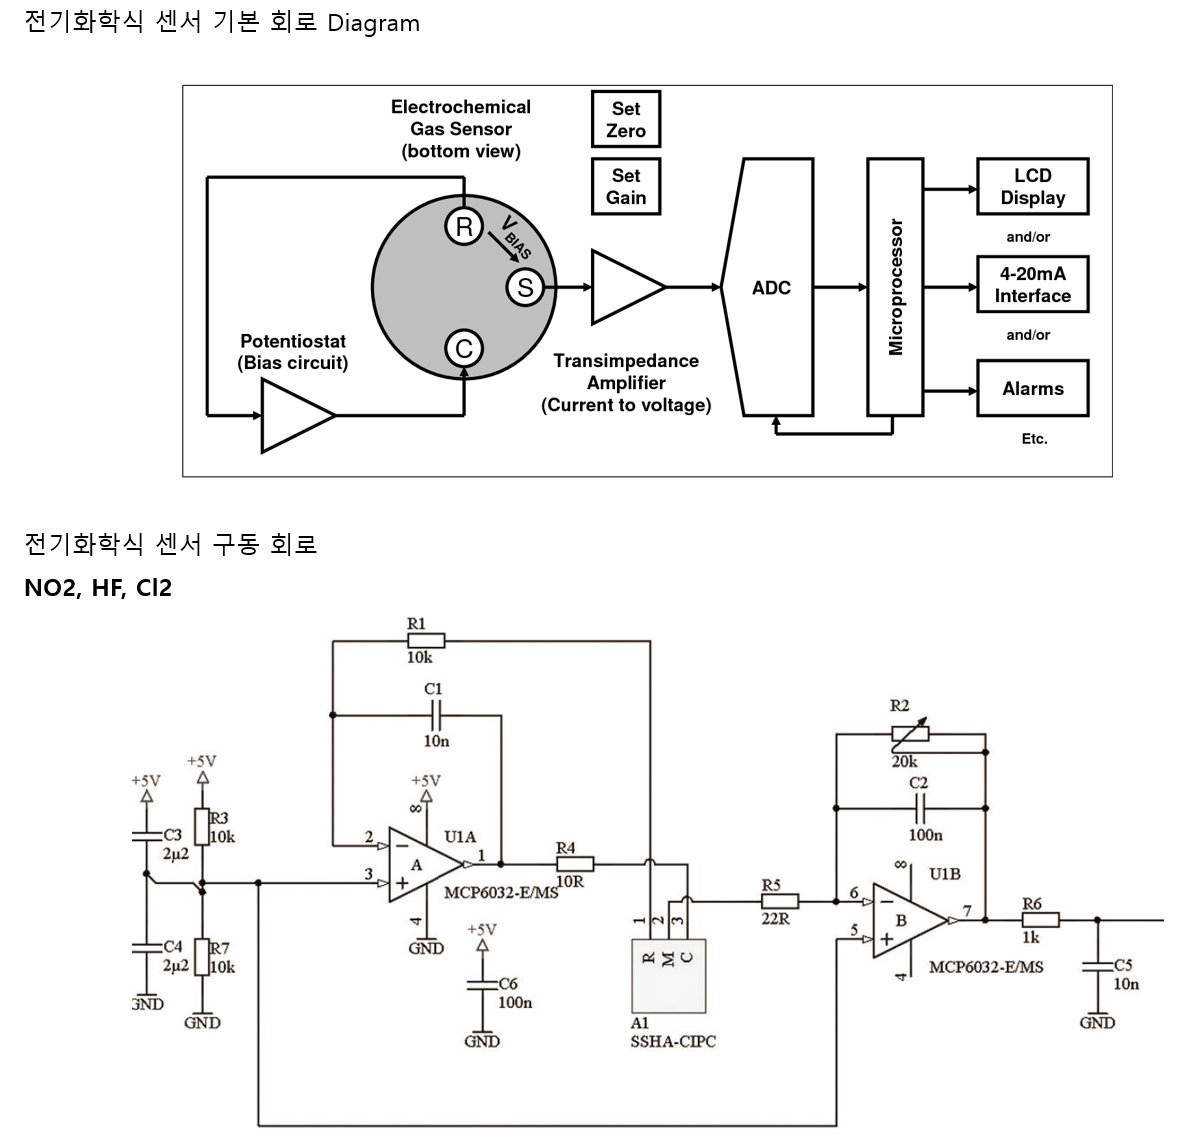 전기화학식 센서 기본 회로 Diagram
Electrochemical
Gas Sensor
(bottom view)
Set
Zero
Set
Gain
R
V BIAS
S
C
Potentiostat
(Bias circuit)
Transimpedance
Amplifier
(Current to voltage)
ADC
Microprocessor
LCD
Display
and/or
4-20mA
Interface
and/or
Alarms
Etc.
전기화학식 센서 구동 회로
NO2, HF, Cl2
R1
10k
C1
10n
+5V
+5V
C3
2µ2
R3
10k
C4
2µ2
R7
10k
GND
GND
+5V
8
2
3
A
U1A
1
MCP6032-E/MS
4
GND
R4
10R
+5V
C6
100n
GND
1
2
3
R
M
C
A1
SSHA-CIPC
R5
22R
R2
20k
C2
100n
8
U1B
6
5
B
7
4
MCP6032-E/MS
R6
1k
C5
10n
GND